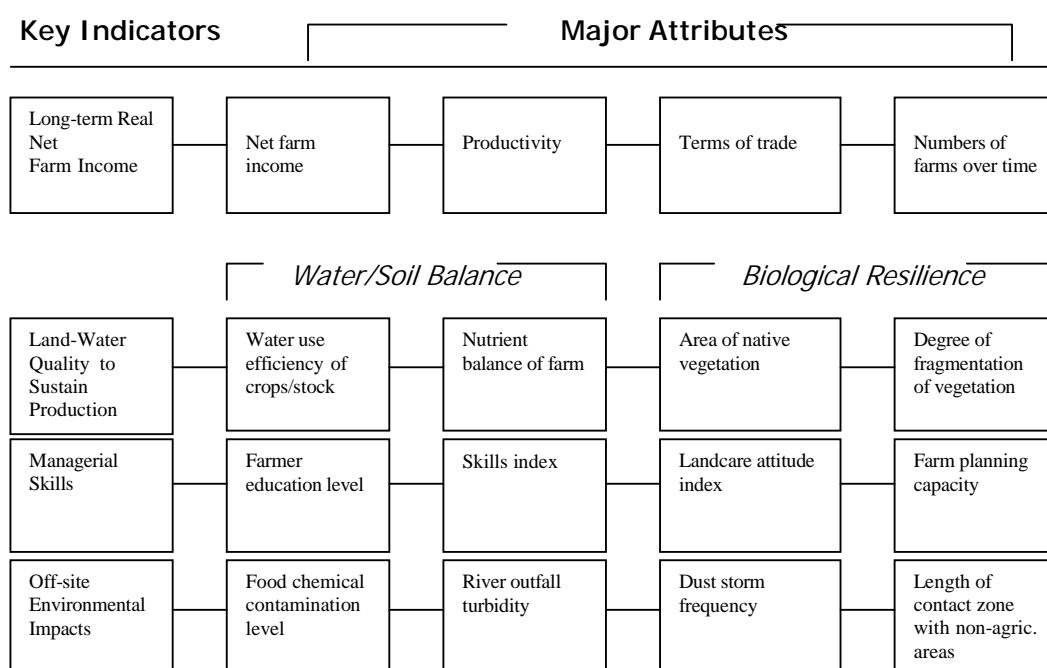 Key Indicators
Major Attributes
Long-term Real
Net
Farm Income
Net farm
income
Productivity
Terms of trade
Numbers of
farms over time
Water/Soil Balance
Biological Resilience
Land-Water
Quality to
Sustain
Production
Water use
efficiency of
crops/stock
Nutrient
balance of farm
Area of native
vegetation
Degree of
fragmentation
of vegetation
Managerial
Skills
Farmer
education level
Skills index
Landcare attitude
index
Farm planning
capacity
Off-site
Environmental
Impacts
Food chemical
contamination
level
River outfall
turbidity
Dust storm
frequency
Length of
contact zone
with non-agric.
areas